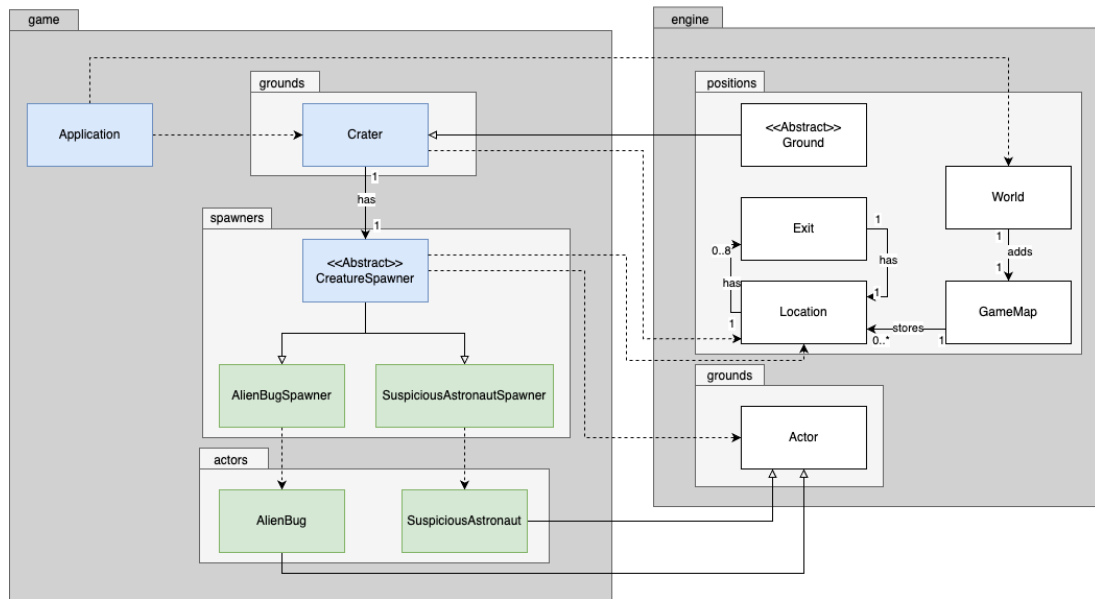 game
engine
grounds
positions
Application
Crater
<<Abstract>>
Ground
World
1
has
1
spawners
<<Abstract>>
CreatureSpawner
Exit
1
has
1
0..8
has
1
Location
1
adds
1
GameMap
stores
0..*
1
AlienBugSpawner
SuspiciousAstronautSpawner
grounds
Actor
actors
AlienBug
SuspiciousAstronaut